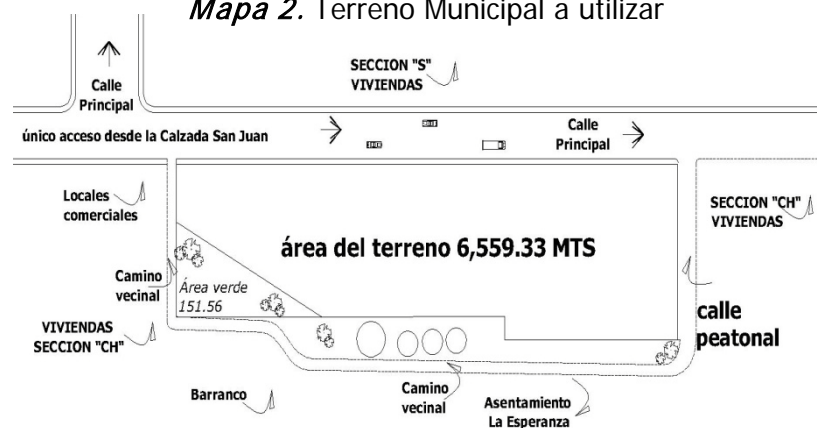 Mapa 2. Terreno Municipal a utilizar
SECCION "S"
VIVIENDAS
Calle
Principal
único acceso desde la Calzada San Juan
Calle
Principal
Locales
comerciales
SECCION "CH"
VIVIENDAS
área del terreno 6,559.33 MTS
Camino
vecinal
Área verde
151.56
calle
peatonal
VIVIENDAS
SECCION "CH"
Barranco
Camino
vecinal
Asentamiento
La Esperanza